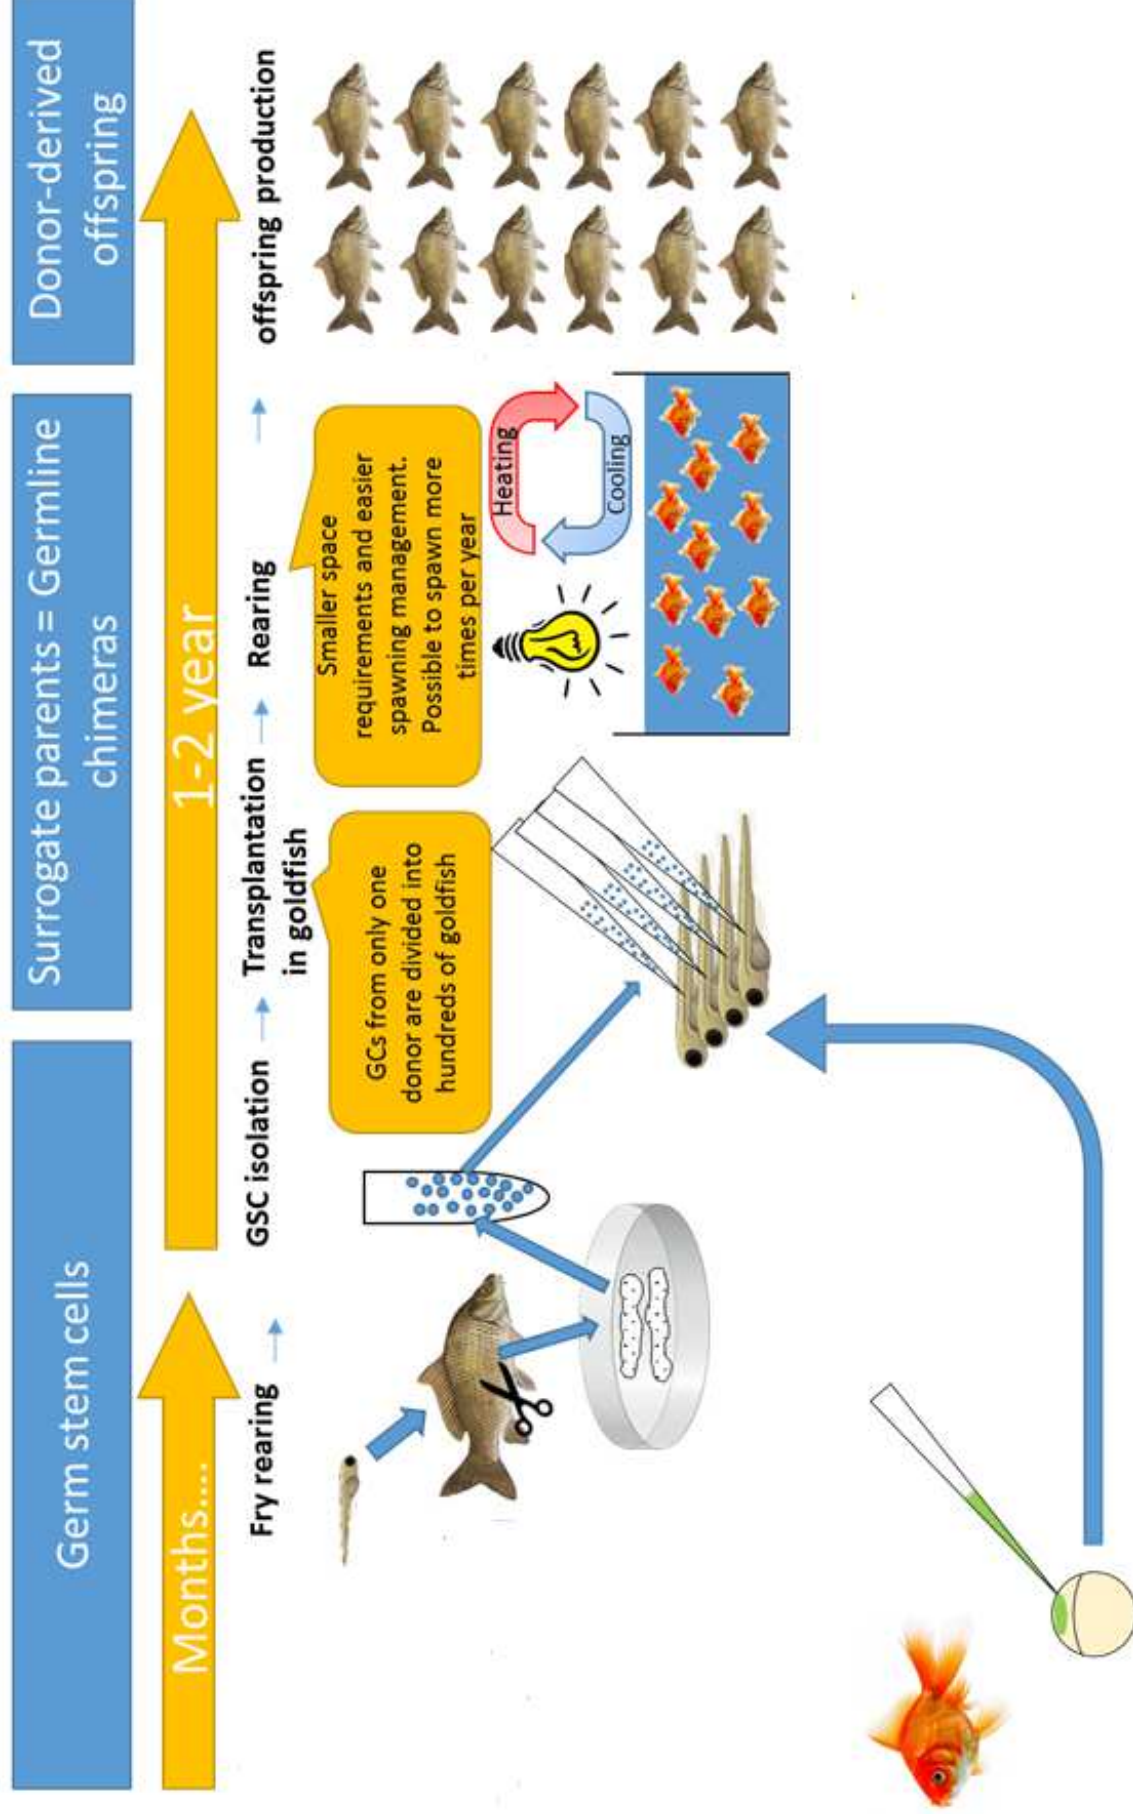 Germ stem cells
Surrogate parents = Germline
chimeras
Donor-derived
offspring
Months....
1-2 year
Fry rearing
GSC isolation
Transplantation
in goldfish
Rearing
offspring production
GCs from only one
donor are divided into
hundreds of goldfish
Smaller space
requirements and easier
spawning management.
Possible to spawn more
times per year
Heating
Cooling